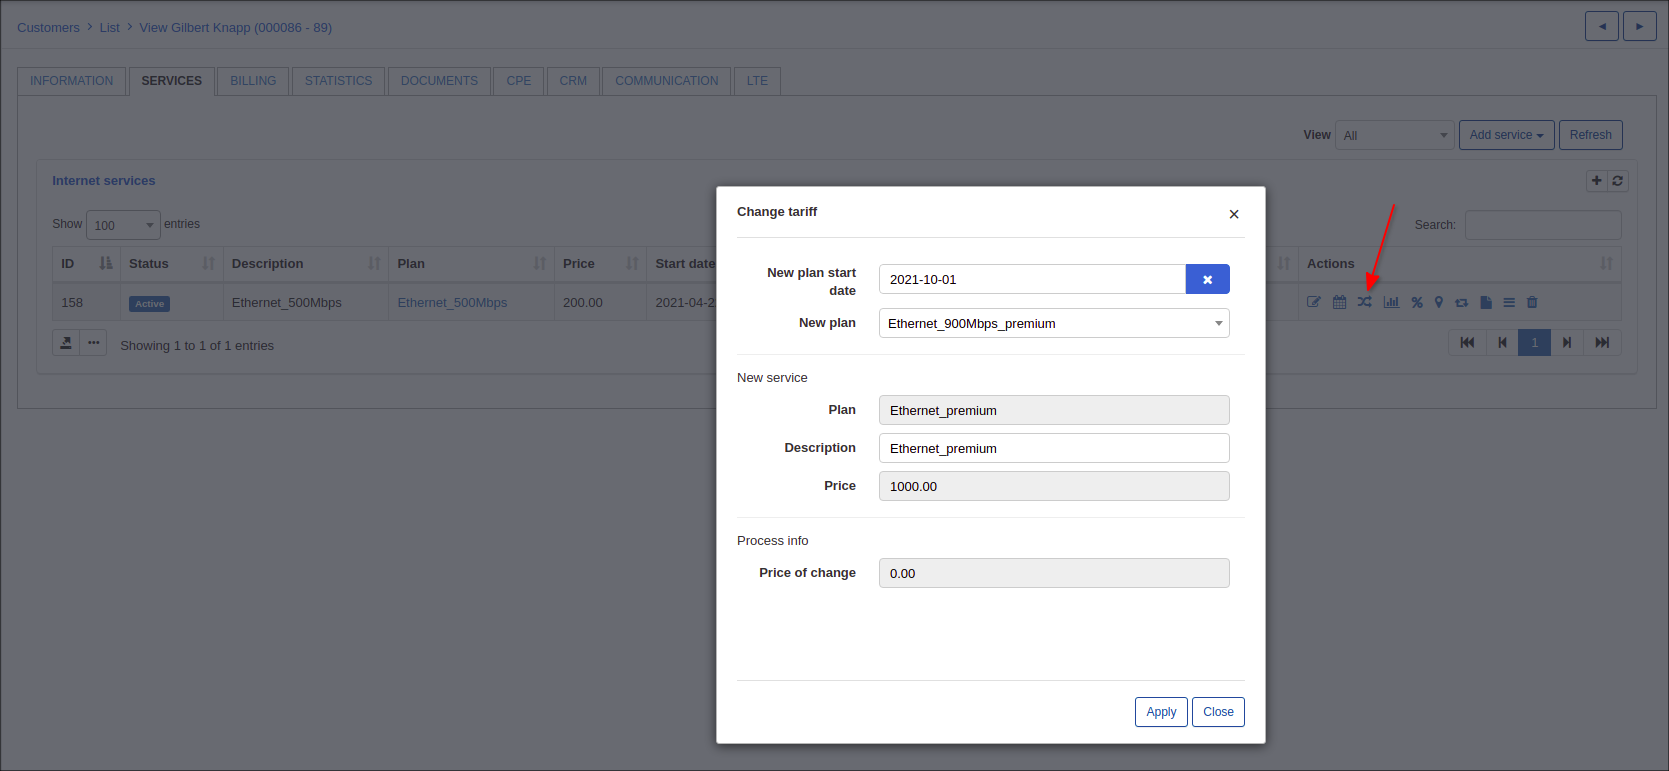 Customers > List > View Gilbert Knapp (000086 - 89)
INFORMATION SERVICES BILLING STATISTICS DOCUMENTS CPE CRM COMMUNICATION LTE
View All Add service Refresh
Internet services
Show 100 entries
Search:
ID Status Description Plan Price Start date Actions
158 Active Ethernet_500Mbps Ethernet_500Mbps 200.00
Showing 1 to 1 of 1 entries
1
Change tariff
×
New plan start
date
2021-10-01
New plan
Ethernet_900Mbps_premium
New service
Plan
Ethernet_premium
Description
Ethernet_premium
Price
1000.00
Process info
Price of change
0.00
Apply Close